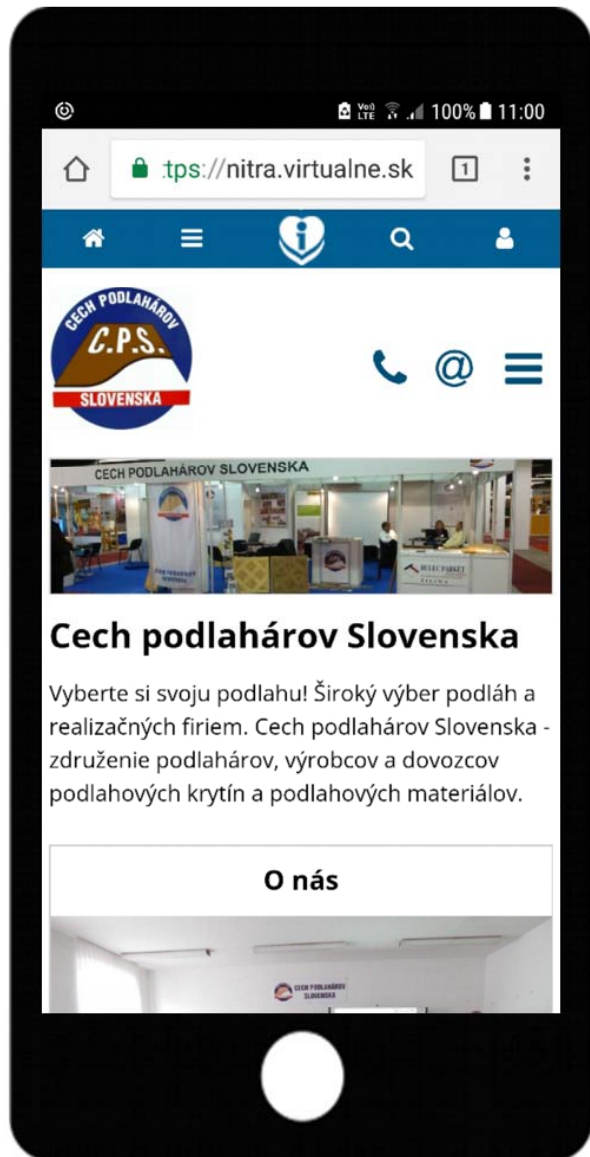 Vo)) LTE 100% 11:00
:tps://nitra.virtualne.sk 1
i
CECH PODLAHÁROV
C.P.S.
SLOVENSKA
CECH PODLAHÁROV SLOVENSKA
Cech podlahárov Slovenska
Vyberte si svoju podlahu! Široký výber podláh a
realizačných firiem. Cech podlahárov Slovenska -
združenie podlahárov, výrobcov a dovozcov
podlahových krytín a podlahových materiálov.
O nás
CECH PODLAHÁROV
SLOVENSKA